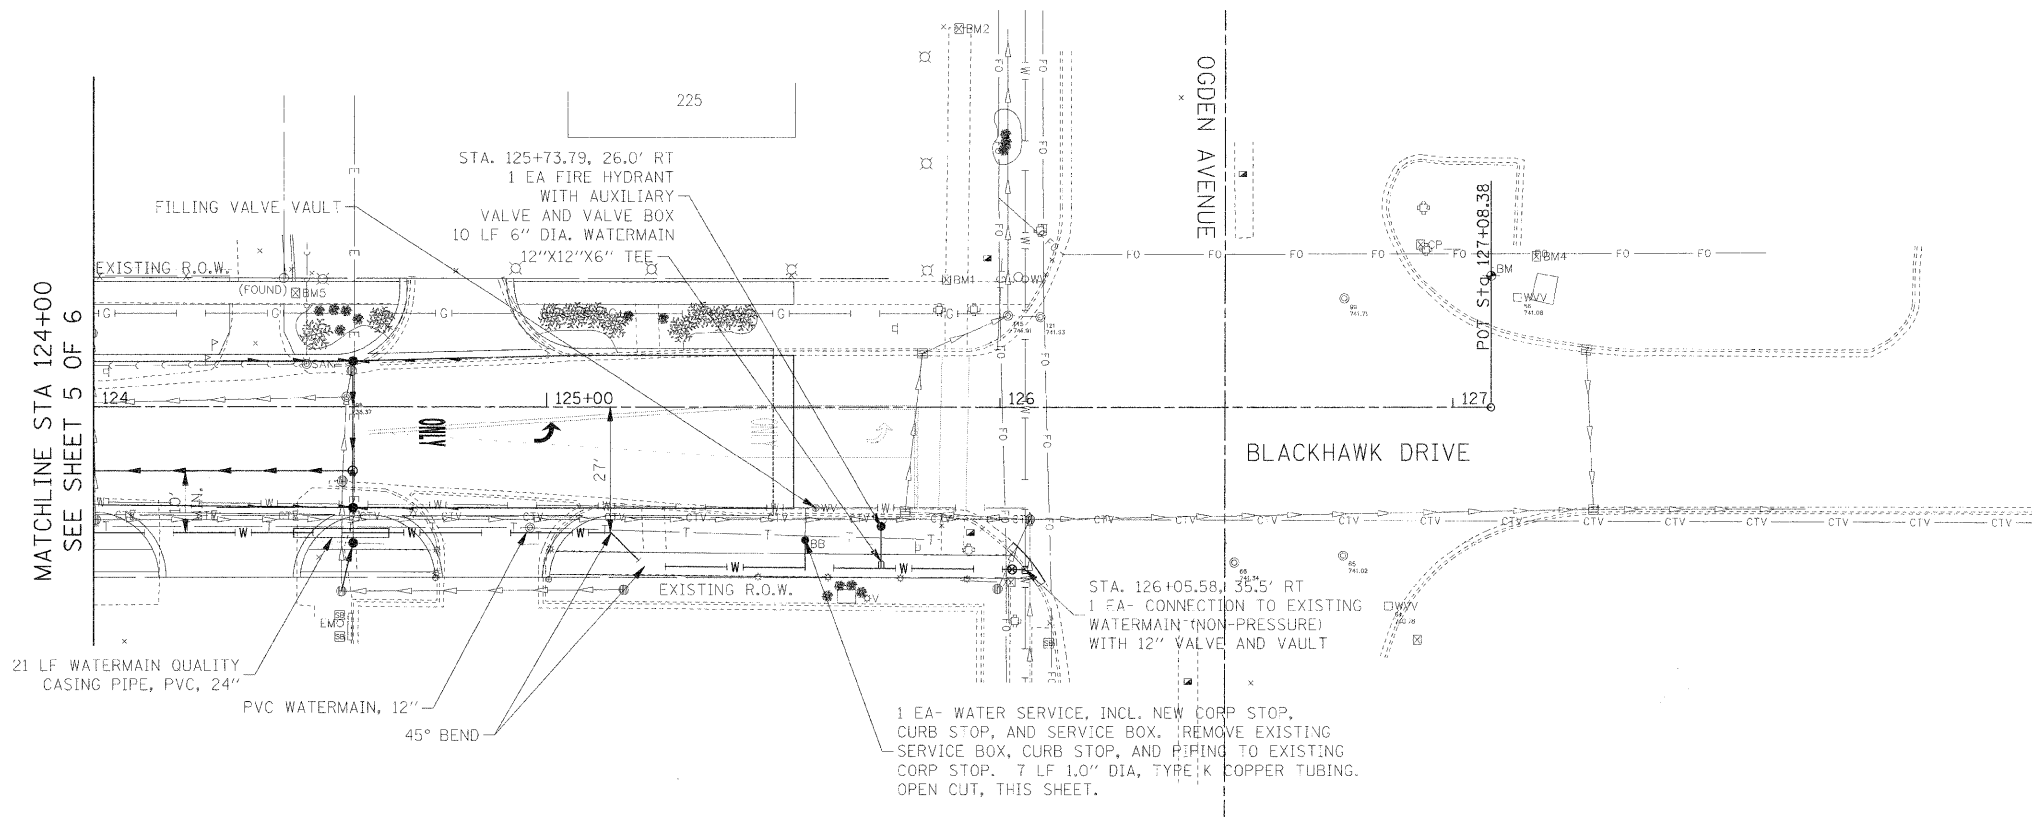 BM2
225
OGDEN AVENUE
STA. 125+73.79, 26.0' RT
1 EA FIRE HYDRANT
WITH AUXILIARY
VALVE AND VALVE BOX
10 LF 6" DIA. WATERMAIN
12"X12"X6" TEE
FILLING VALVE VAULT
EXISTING R.O.W.
(FOUND)
BM5
BM1
CP
BM4
BM
POT Sta 127+08.38
MATCHLINE STA 124+00
SEE SHEET 5 OF 6
124
125+00
126
127
ONLY
ONLY
27'
BLACKHAWK DRIVE
BB
EXISTING R.O.W.
STA. 126+05.58, 35.5' RT
1 EA- CONNECTION TO EXISTING
WATERMAIN (NON-PRESSURE)
WITH 12" VALVE AND VAULT
21 LF WATERMAIN QUALITY
CASING PIPE, PVC, 24"
PVC WATERMAIN, 12"
45° BEND
1 EA- WATER SERVICE, INCL. NEW CORP STOP,
CURB STOP, AND SERVICE BOX. REMOVE EXISTING
SERVICE BOX, CURB STOP, AND PIPING TO EXISTING
CORP STOP. 7 LF 1.0" DIA, TYPE K COPPER TUBING.
OPEN CUT, THIS SHEET.